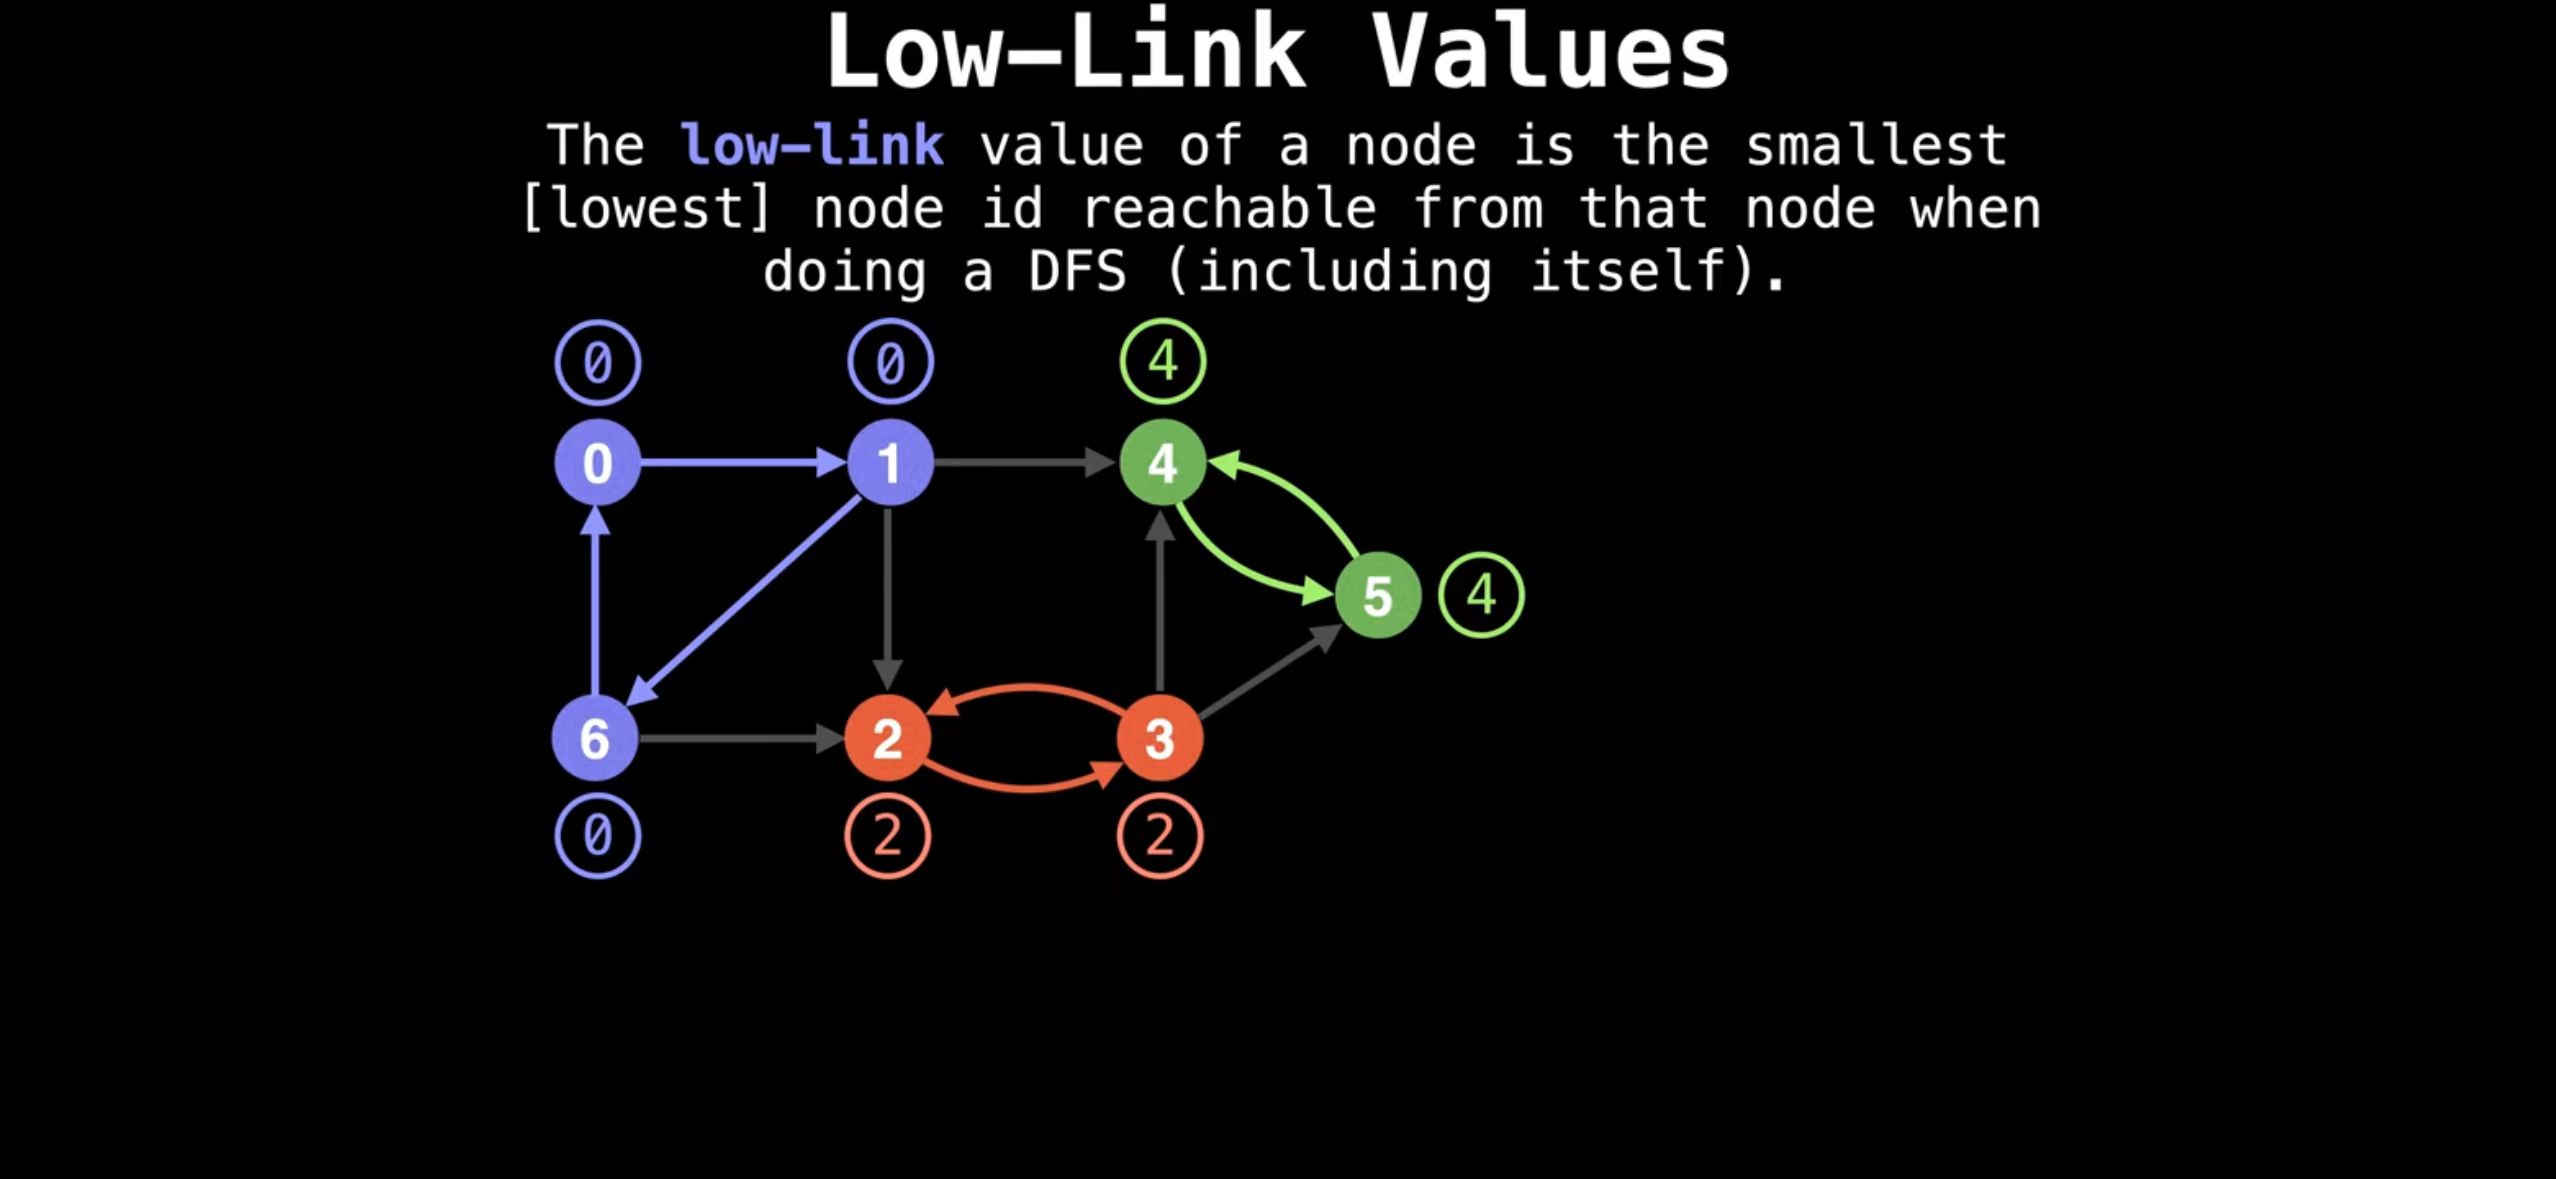 Low-Link Values
The low-link value of a node is the smallest
[lowest] node id reachable from that node when
doing a DFS (including itself).
0 0 4
0 1 4
5 4
6 2 3
0 2 2